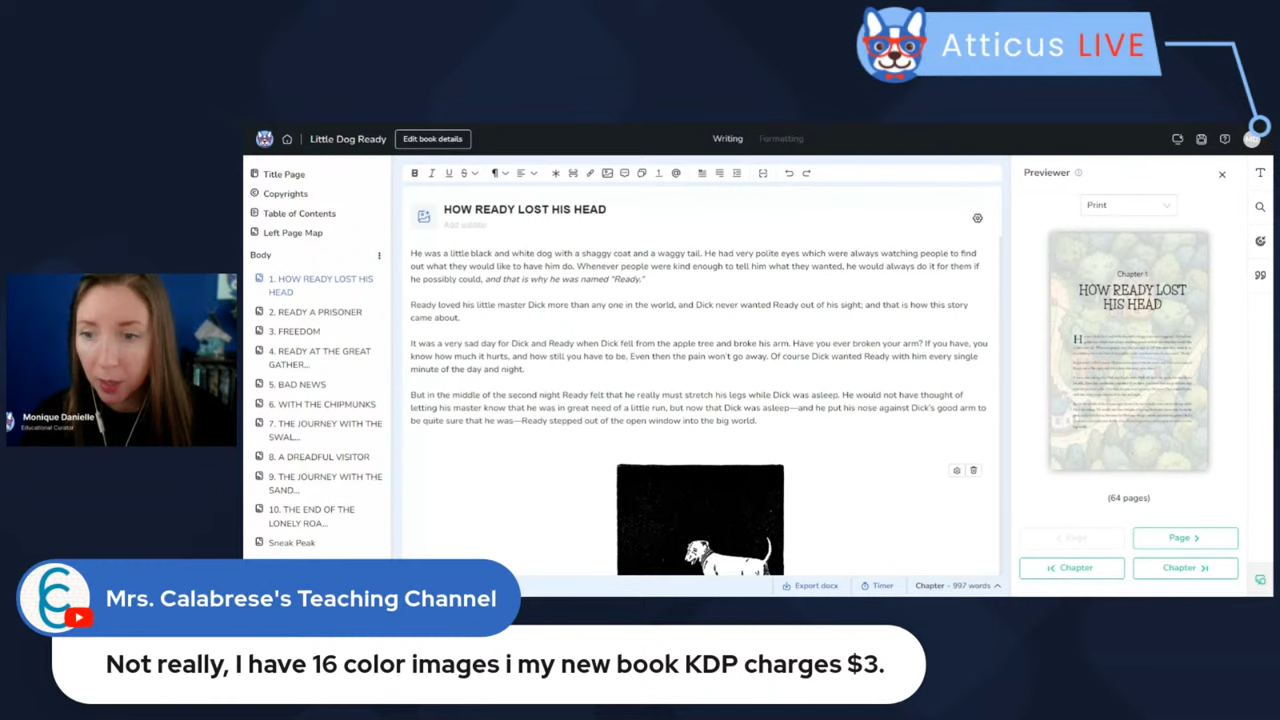 Atticus LIVE
Little Dog Ready
Edit book details
Writing
Formatting
MD
Title Page
Copyrights
Table of Contents
Left Page Map
Body
1. HOW READY LOST HIS
HEAD
2. READY A PRISONER
3. FREEDOM
4. READY AT THE GREAT
GATHER...
5. BAD NEWS
6. WITH THE CHIPMUNKS
7. THE JOURNEY WITH THE
SWAL...
8. A DREADFUL VISITOR
9. THE JOURNEY WITH THE
SAND...
10. THE END OF THE
LONELY ROA...
Sneak Peak
B I U S
HOW READY LOST HIS HEAD
Add subtitle
He was a little black and white dog with a shaggy coat and a waggy tail. He had very polite eyes which were always watching people to find
out what they would like to have him do. Whenever people were kind enough to tell him what they wanted, he would always do it for them if
he possibly could, and that is why he was named “Ready.”
Ready loved his little master Dick more than any one in the world, and Dick never wanted Ready out of his sight; and that is how this story
came about.
It was a very sad day for Dick and Ready when Dick fell from the apple tree and broke his arm. Have you ever broken your arm? If you have, you
know how much it hurts, and how still you have to be. Even then the pain won't go away. Of course Dick wanted Ready with him every single
minute of the day and night.
But in the middle of the second night Ready felt that he really must stretch his legs while Dick was asleep. He would not have thought of
letting his master know that he was in great need of a little run, but now that Dick was asleep—and he put his nose against Dick's good arm to
be quite sure that he was—Ready stepped out of the open window into the big world.
Export docx
Timer
Chapter - 997 words
Previewer
Print
Chapter 1
HOW READY LOST
HIS HEAD
(64 pages)
Page
Page
Chapter
Chapter
Monique Danielle
Educational Curator
Mrs. Calabrese's Teaching Channel
Not really, I have 16 color images i my new book KDP charges $3.